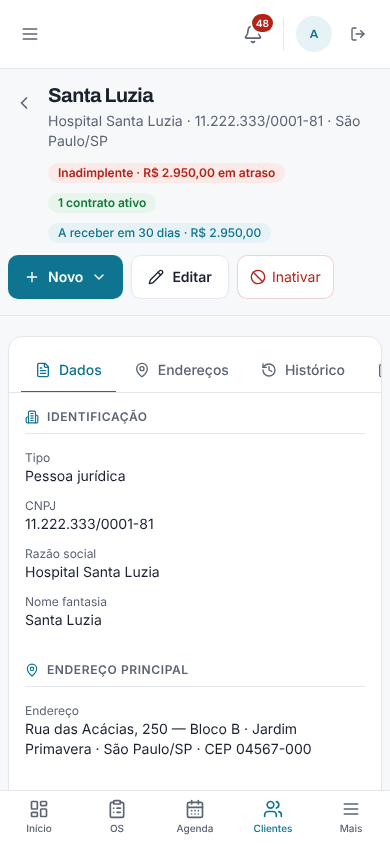 48
A
Santa Luzia
Hospital Santa Luzia · 11.222.333/0001-81 · São
Paulo/SP
Inadimplente · R$ 2.950,00 em atraso
1 contrato ativo
A receber em 30 dias · R$ 2.950,00
Novo
Editar
Inativar
Dados
Endereços
Histórico
IDENTIFICAÇÃO
Tipo
Pessoa jurídica
CNPJ
11.222.333/0001-81
Razão social
Hospital Santa Luzia
Nome fantasia
Santa Luzia
ENDEREÇO PRINCIPAL
Endereço
Rua das Acácias, 250 — Bloco B · Jardim
Primavera · São Paulo/SP · CEP 04567-000
Início
OS
Agenda
Clientes
Mais